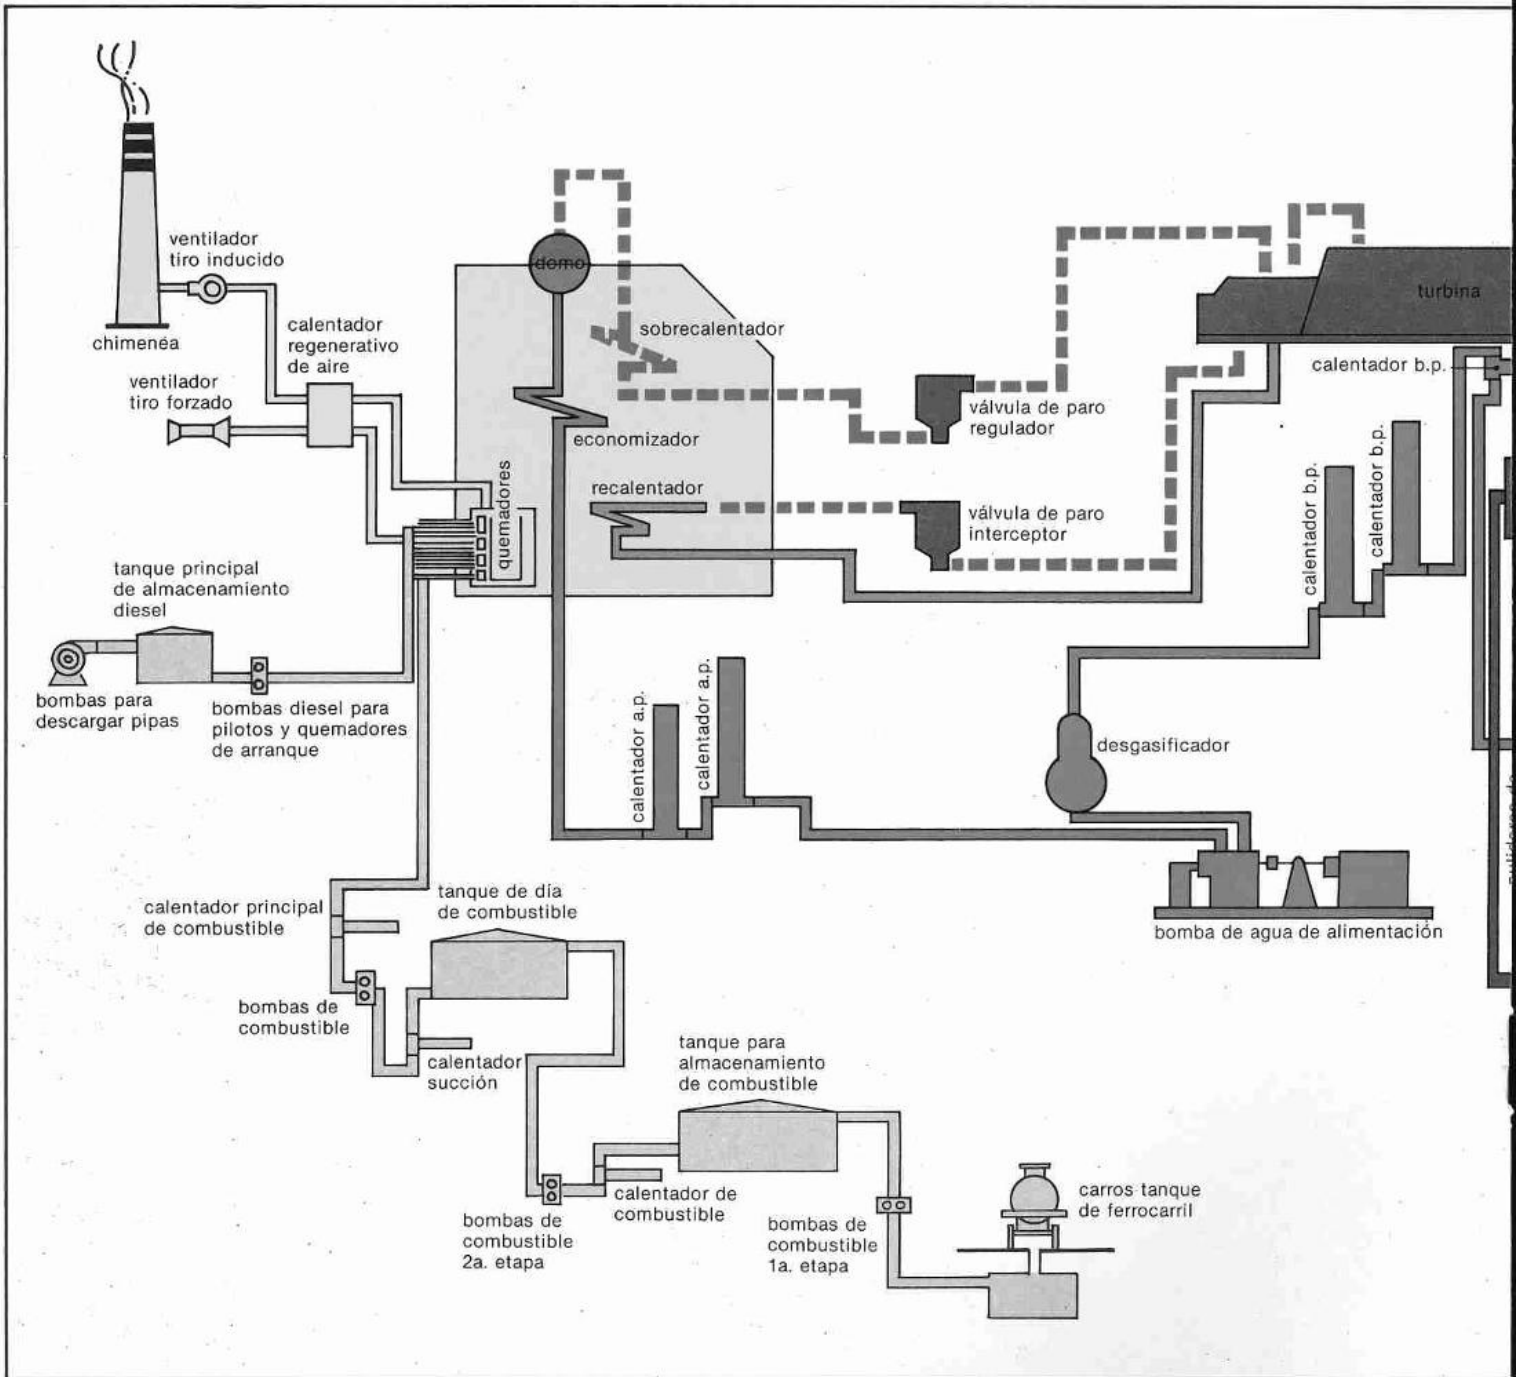 ventilador
tiro inducido
chimenéa
calentador
regenerativo
de aire
ventilador
tiro forzado
domo
sobrecalentador
economizador
recalentador
quemadores
válvula de paro
regulador
válvula de paro
interceptor
turbina
calentador b.p.
calentador b.p.
calentador b.p.
tanque principal
de almacenamiento
diesel
bombas para
descargar pipas
bombas diesel para
pilotos y quemadores
de arranque
calentador a.p.
calentador a.p.
desgasificador
bomba de agua de alimentación
calentador principal
de combustible
tanque de día
de combustible
bombas de
combustible
calentador
succión
tanque para
almacenamiento
de combustible
bombas de
combustible
2a. etapa
calentador de
combustible
bombas de
combustible
1a. etapa
carros tanque
de ferrocarril